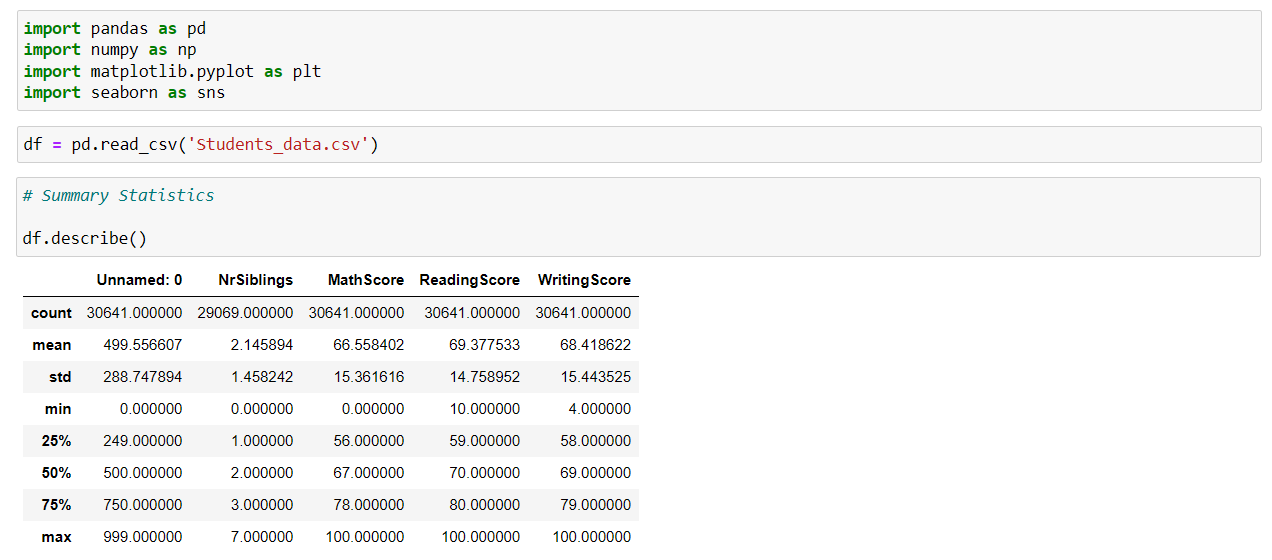 import pandas as pd
import numpy as np
import matplotlib.pyplot as plt
import seaborn as sns
df = pd.read_csv('Students_data.csv')
# Summary Statistics
df.describe()
Unnamed: 0 NrSiblings MathScore ReadingScore WritingScore
count 30641.000000 29069.000000 30641.000000 30641.000000 30641.000000
mean 499.556607 2.145894 66.558402 69.377533 68.418622
std 288.747894 1.458242 15.361616 14.758952 15.443525
min 0.000000 0.000000 0.000000 10.000000 4.000000
25% 249.000000 1.000000 56.000000 59.000000 58.000000
50% 500.000000 2.000000 67.000000 70.000000 69.000000
75% 750.000000 3.000000 78.000000 80.000000 79.000000
max 999.000000 7.000000 100.000000 100.000000 100.000000